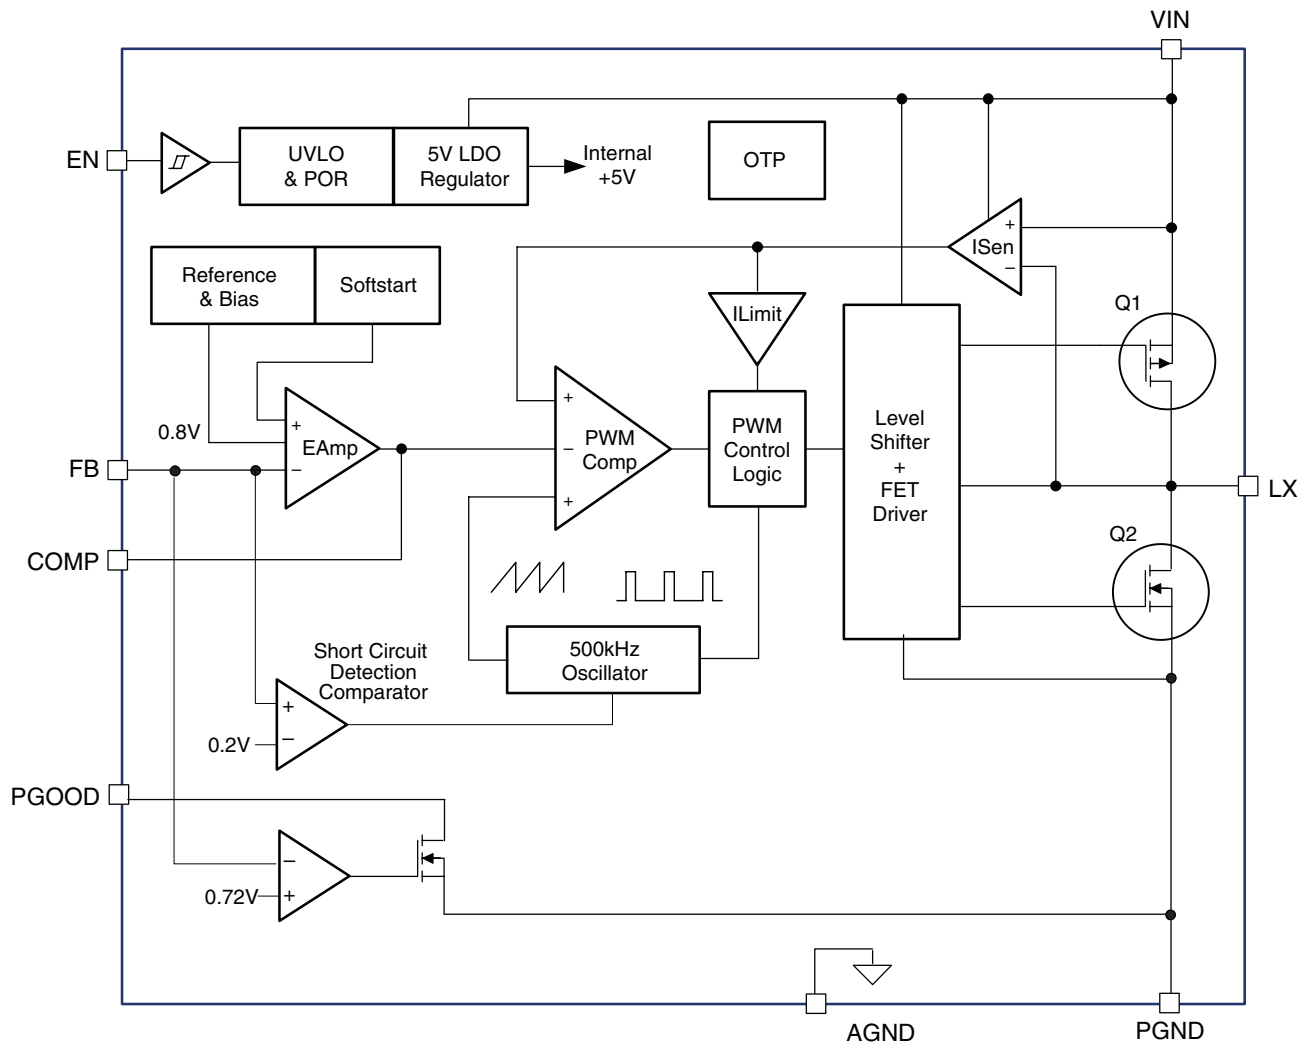 VIN
EN
UVLO
& POR
5V LDO
Regulator
Internal
+5V
OTP
+
ISen
–
Reference
& Bias
Softstart
ILimit
Q1
0.8V
+
EAmp
–
FB
+
–
PWM
Comp
+
PWM
Control
Logic
Level
Shifter
+
FET
Driver
LX
COMP
Q2
Short Circuit
Detection
Comparator
500kHz
Oscillator
+
0.2V
–
PGOOD
–
0.72V
+
AGND
PGND